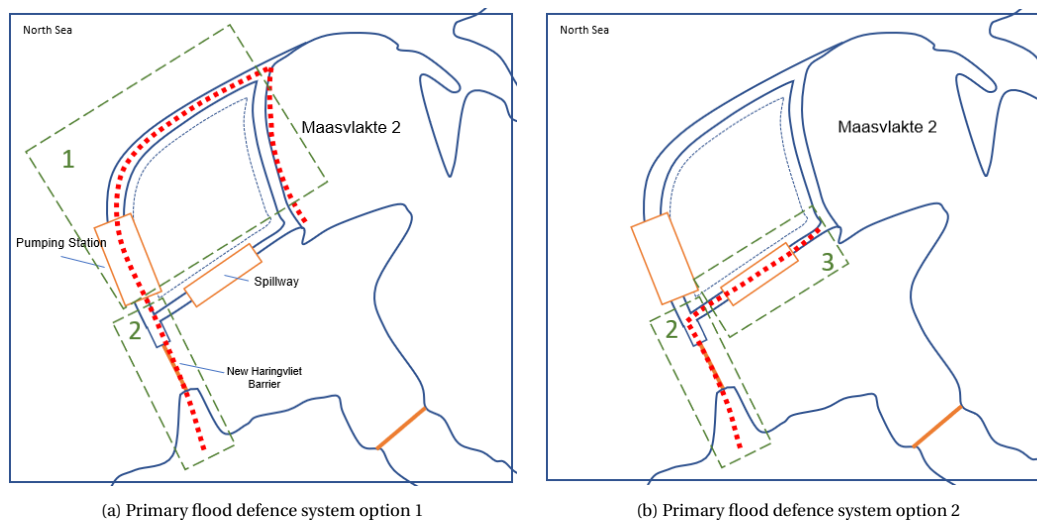 North Sea
Maasvlakte 2
1
Pumping Station
Spillway
2
New Haringvliet
Barrier
(a) Primary flood defence system option 1
North Sea
Maasvlakte 2
3
2
(b) Primary flood defence system option 2